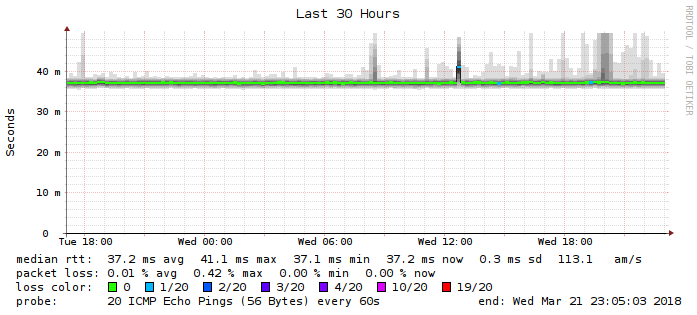 Last 30 Hours
RRDTOOL / TOBI OETIKER
Seconds
40 m
30 m
20 m
10 m
0
Tue 18:00 Wed 00:00 Wed 06:00 Wed 12:00 Wed 18:00
median rtt: 37.2 ms avg 41.1 ms max 37.1 ms min 37.2 ms now 0.3 ms sd 113.1 am/s
packet loss: 0.01 % avg 0.42 % max 0.00 % min 0.00 % now
loss color: 0 1/20 2/20 3/20 4/20 10/20 19/20
probe: 20 ICMP Echo Pings (56 Bytes) every 60s end: Wed Mar 21 23:05:03 2018